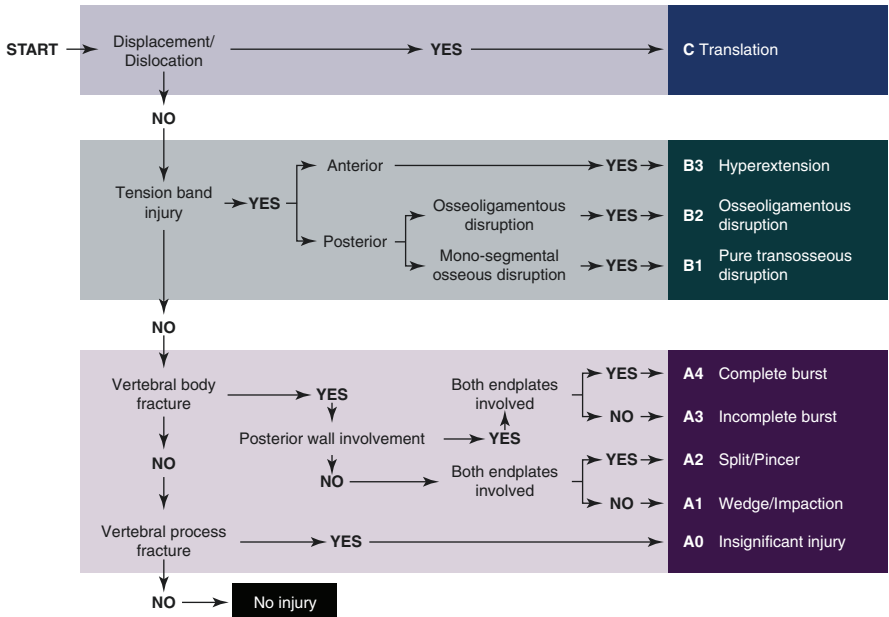 START
Displacement/
Dislocation
YES
C Translation
NO
Tension band
injury
YES
Anterior
YES
B3 Hyperextension
Posterior
Osseoligamentous
disruption
YES
B2 Osseoligamentous
disruption
Mono-segmental
osseous disruption
YES
B1 Pure transosseous
disruption
NO
Vertebral body
fracture
YES
Posterior wall involvement
YES
Both endplates
involved
YES
A4 Complete burst
NO
A3 Incomplete burst
NO
Both endplates
involved
YES
A2 Split/Pincer
NO
A1 Wedge/Impaction
NO
Vertebral process
fracture
YES
A0 Insignificant injury
NO
No injury